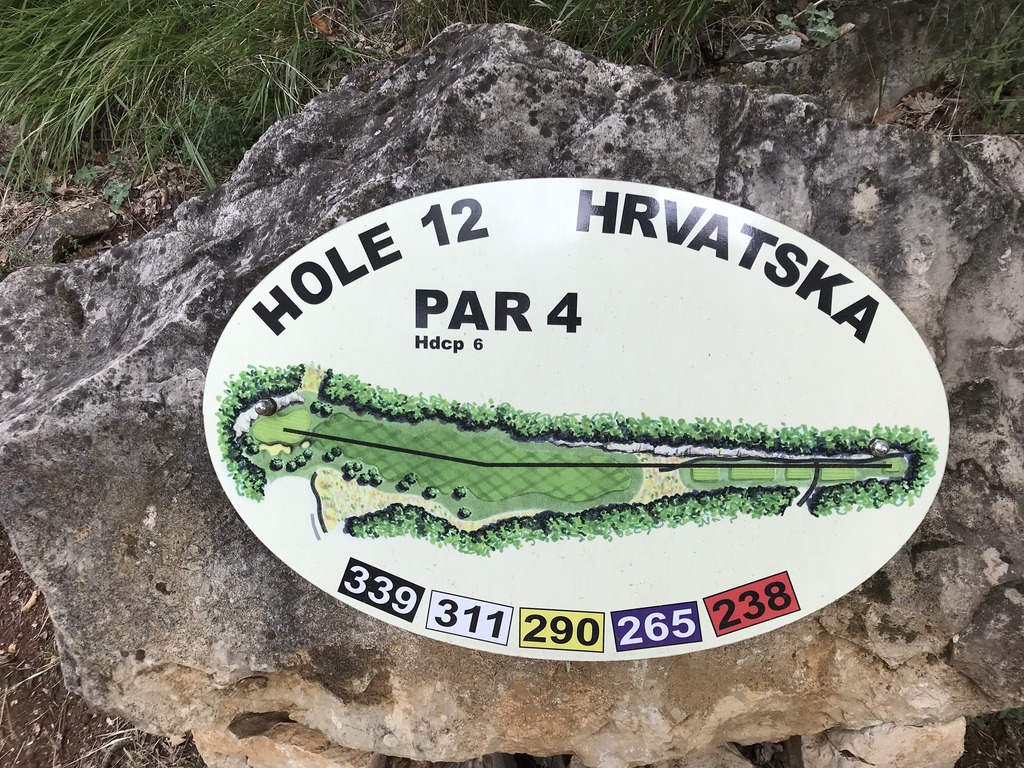 HOLE 12 HRVATSKA
PAR 4
Hdcp 6
339 311 290 265 238